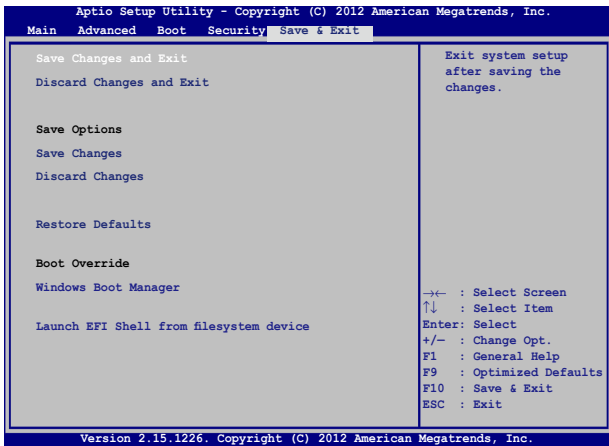 Aptio Setup Utility - Copyright (C) 2012 American Megatrends, Inc.
Main Advanced Boot Security Save & Exit
Save Changes and Exit
Discard Changes and Exit
Save Options
Save Changes
Discard Changes
Restore Defaults
Boot Override
Windows Boot Manager
Launch EFI Shell from filesystem device
Exit system setup
after saving the
changes.
→← : Select Screen
↑↓ : Select Item
Enter: Select
+/— : Change Opt.
F1 : General Help
F9 : Optimized Defaults
F10 : Save & Exit
ESC : Exit
Version 2.15.1226. Copyright (C) 2012 American Megatrends, Inc.